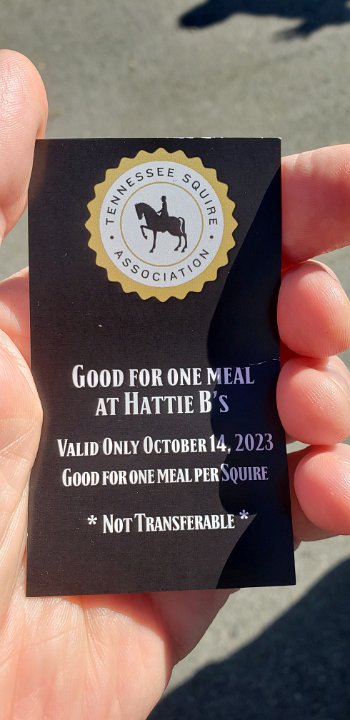 TENNESSEE SQUIRE
• ASSOCIATION •
GOOD FOR ONE MEAL
AT HATTIE B'S
VALID ONLY OCTOBER 14, 2023
GOOD FOR ONE MEAL PER SQUIRE
* NOT TRANSFERABLE *